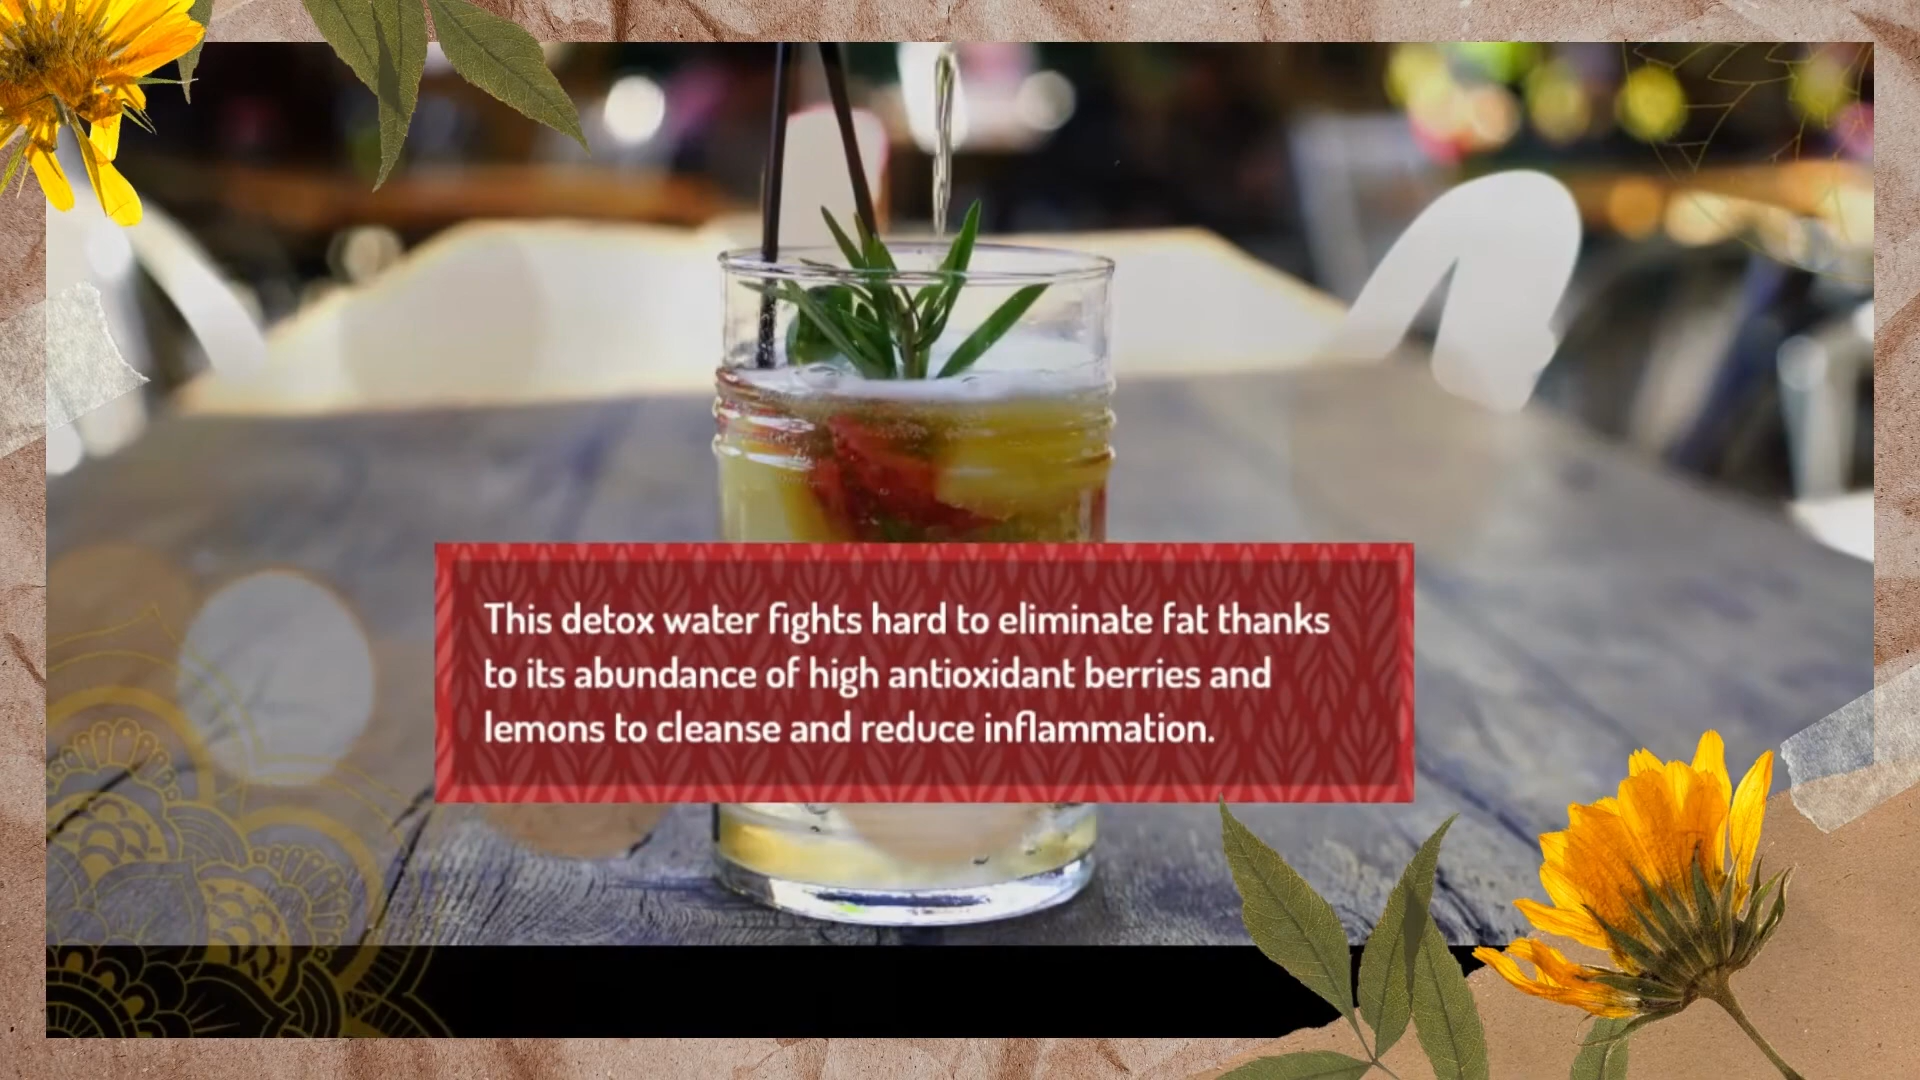 This detox water fights hard to eliminate fat thanks
to its abundance of high antioxidant berries and
lemons to cleanse and reduce inflammation.